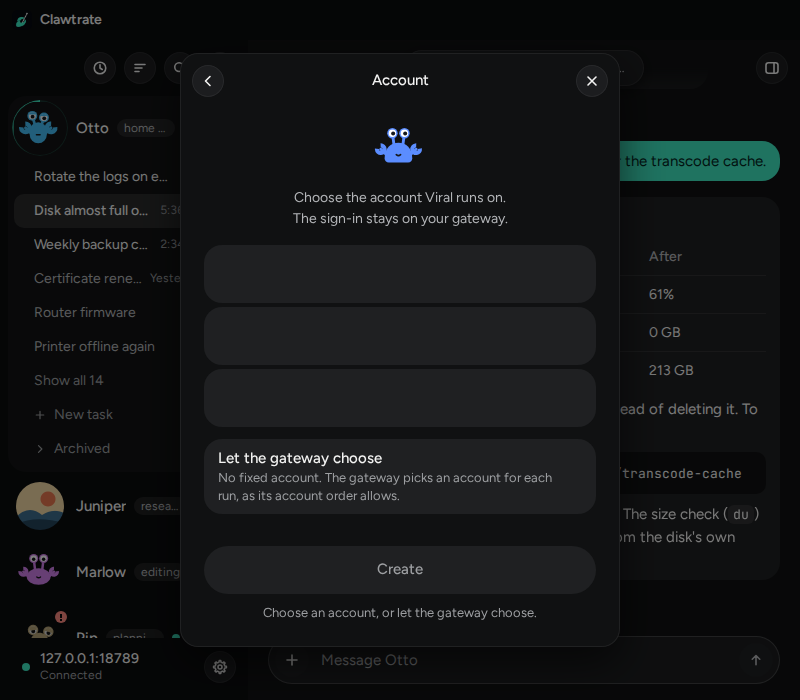 Clawtrate
Account
Otto
home ...
Choose the account Viral runs on.
The sign-in stays on your gateway.
Rotate the logs on e...
Disk almost full o...
Weekly backup c...
Certificate rene...
Router firmware
Printer offline again
Show all 14
+ New task
> Archived
the transcode cache.
After
61%
0 GB
213 GB
ead of deleting it. To
/transcode-cache
The size check ( du )
om the disk's own
Let the gateway choose
No fixed account. The gateway picks an account for each
run, as its account order allows.
Create
Choose an account, or let the gateway choose.
Juniper
resea...
Marlow
editing
127.0.0.1:18789
Connected
Message Otto